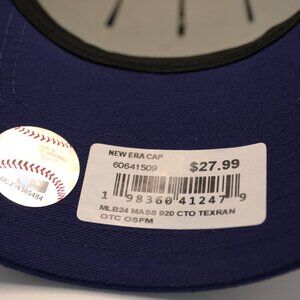 NEW ERA CAP
60641509 $27.99
1 98360 41247 9
MLB24 MASS 920 CTO TEXRAN
OTC OSFM